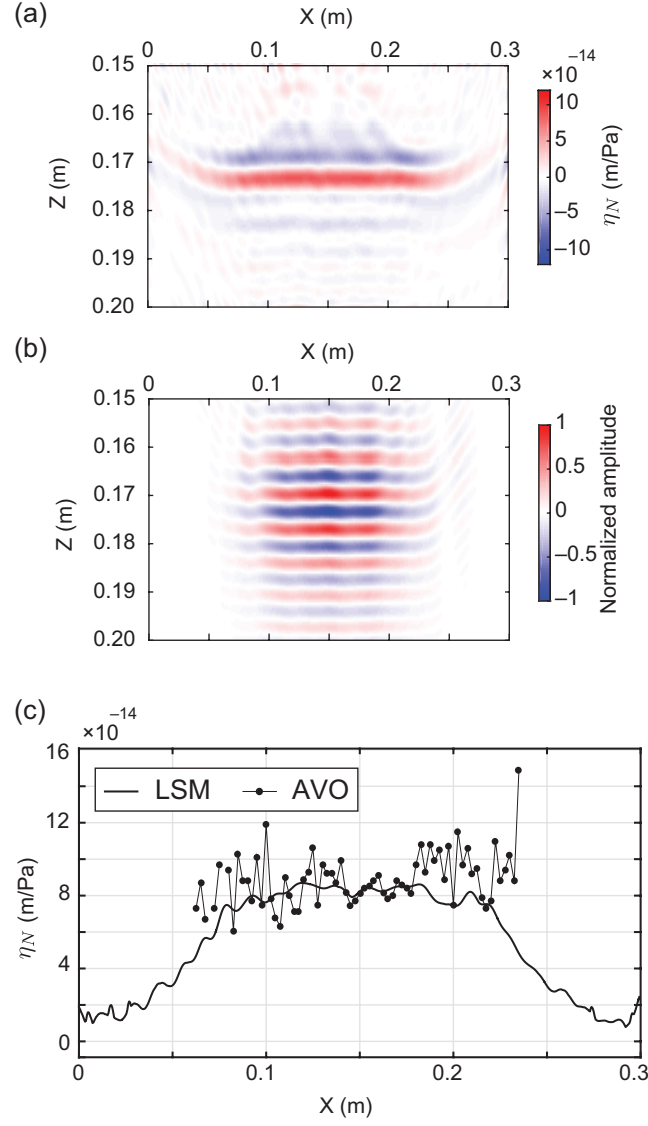 (a)
X (m)
0 0.1 0.2 0.3
0.15
0.16
0.17
0.18
0.19
0.20
Z (m)
×10⁻¹⁴
10
5
0
−5
−10
η_N (m/Pa)
(b)
X (m)
0 0.1 0.2 0.3
0.15
0.16
0.17
0.18
0.19
0.20
Z (m)
1
0.5
0
−0.5
−1
Normalized amplitude
(c)
×10⁻¹⁴
16
12
8
4
0
η_N (m/Pa)
LSM AVO
0 0.1 0.2 0.3
X (m)